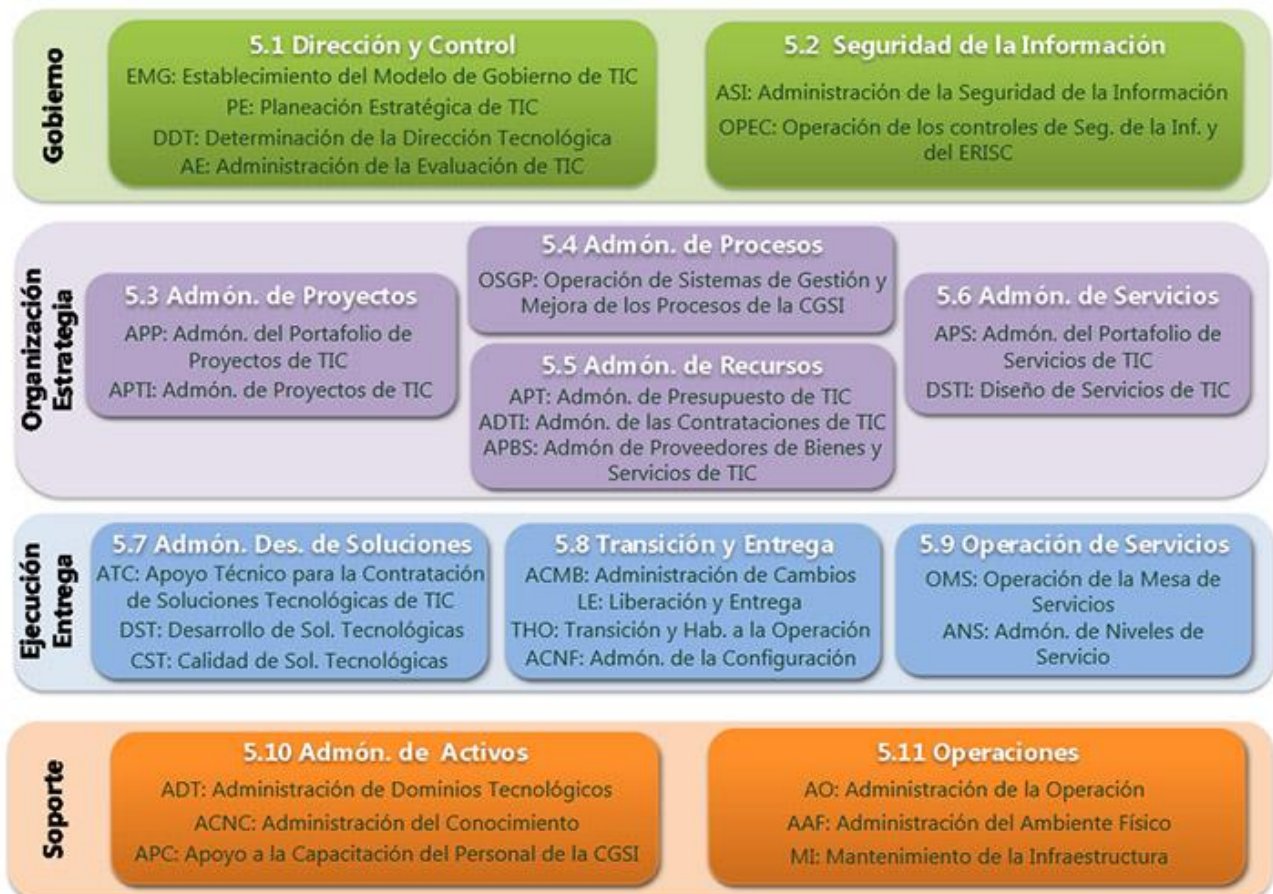 Gobierno
5.1 Dirección y Control
EMG: Establecimiento del Modelo de Gobierno de TIC
PE: Planeación Estratégica de TIC
DDT: Determinación de la Dirección Tecnológica
AE: Administración de la Evaluación de TIC
5.2 Seguridad de la Información
ASI: Administración de la Seguridad de la Información
OPEC: Operación de los controles de Seg. de la Inf. y
del ERISC
Organización
Estrategia
5.3 Admón. de Proyectos
APP: Admón. del Portafolio de
Proyectos de TIC
APTI: Admón. de Proyectos de TIC
5.4 Admón. de Procesos
OSGP: Operación de Sistemas de Gestión y
Mejora de los Procesos de la CGSI
5.5 Admón. de Recursos
APT: Admón. de Presupuesto de TIC
ADTI: Admón. de las Contrataciones de TIC
APBS: Admón de Proveedores de Bienes y
Servicios de TIC
5.6 Admón. de Servicios
APS: Admón. del Portafolio de
Servicios de TIC
DSTI: Diseño de Servicios de TIC
Ejecución
Entrega
5.7 Admón. Des. de Soluciones
ATC: Apoyo Técnico para la Contratación
de Soluciones Tecnológicas de TIC
DST: Desarrollo de Sol. Tecnológicas
CST: Calidad de Sol. Tecnológicas
5.8 Transición y Entrega
ACMB: Administración de Cambios
LE: Liberación y Entrega
THO: Transición y Hab. a la Operación
ACNF: Admón. de la Configuración
5.9 Operación de Servicios
OMS: Operación de la Mesa de
Servicios
ANS: Admón. de Niveles de
Servicio
Soporte
5.10 Admón. de Activos
ADT: Administración de Dominios Tecnológicos
ACNC: Administración del Conocimiento
APC: Apoyo a la Capacitación del Personal de la CGSI
5.11 Operaciones
AO: Administración de la Operación
AAF: Administración del Ambiente Físico
MI: Mantenimiento de la Infraestructura